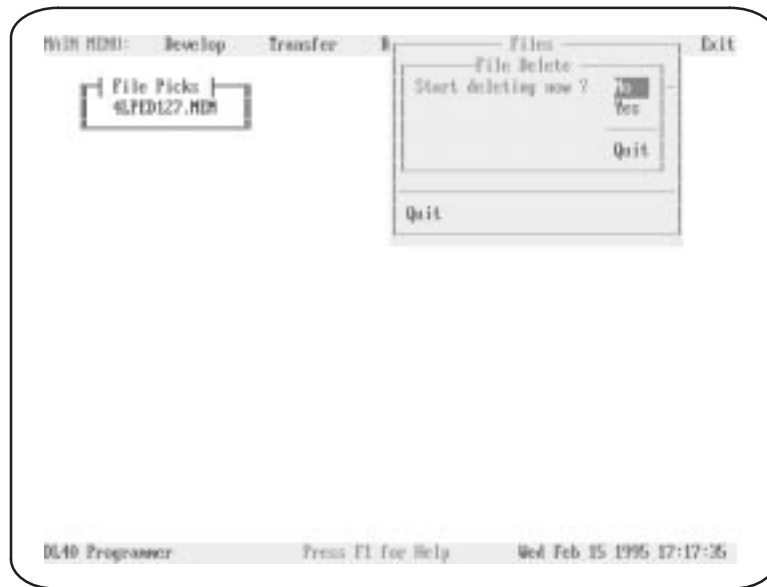 MAIN MENU: Develop Transfer Files Exit
File Delete
File Picks Start deleting now ? No
4LPED127.MEM Yes
Quit
Quit
Programmer Press F1 for Help Wed Feb 15 1995 17:17:35